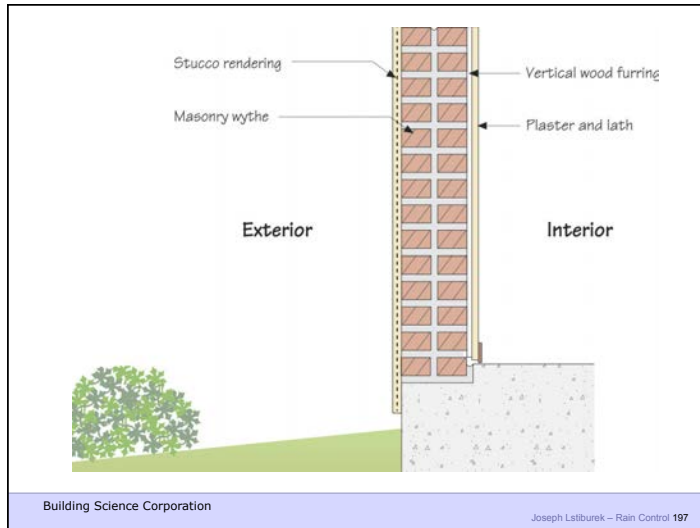 Stucco rendering
Vertical wood furring
Masonry wythe
Plaster and lath
Exterior
Interior
Building Science Corporation
Joseph Lstiburek – Rain Control 197